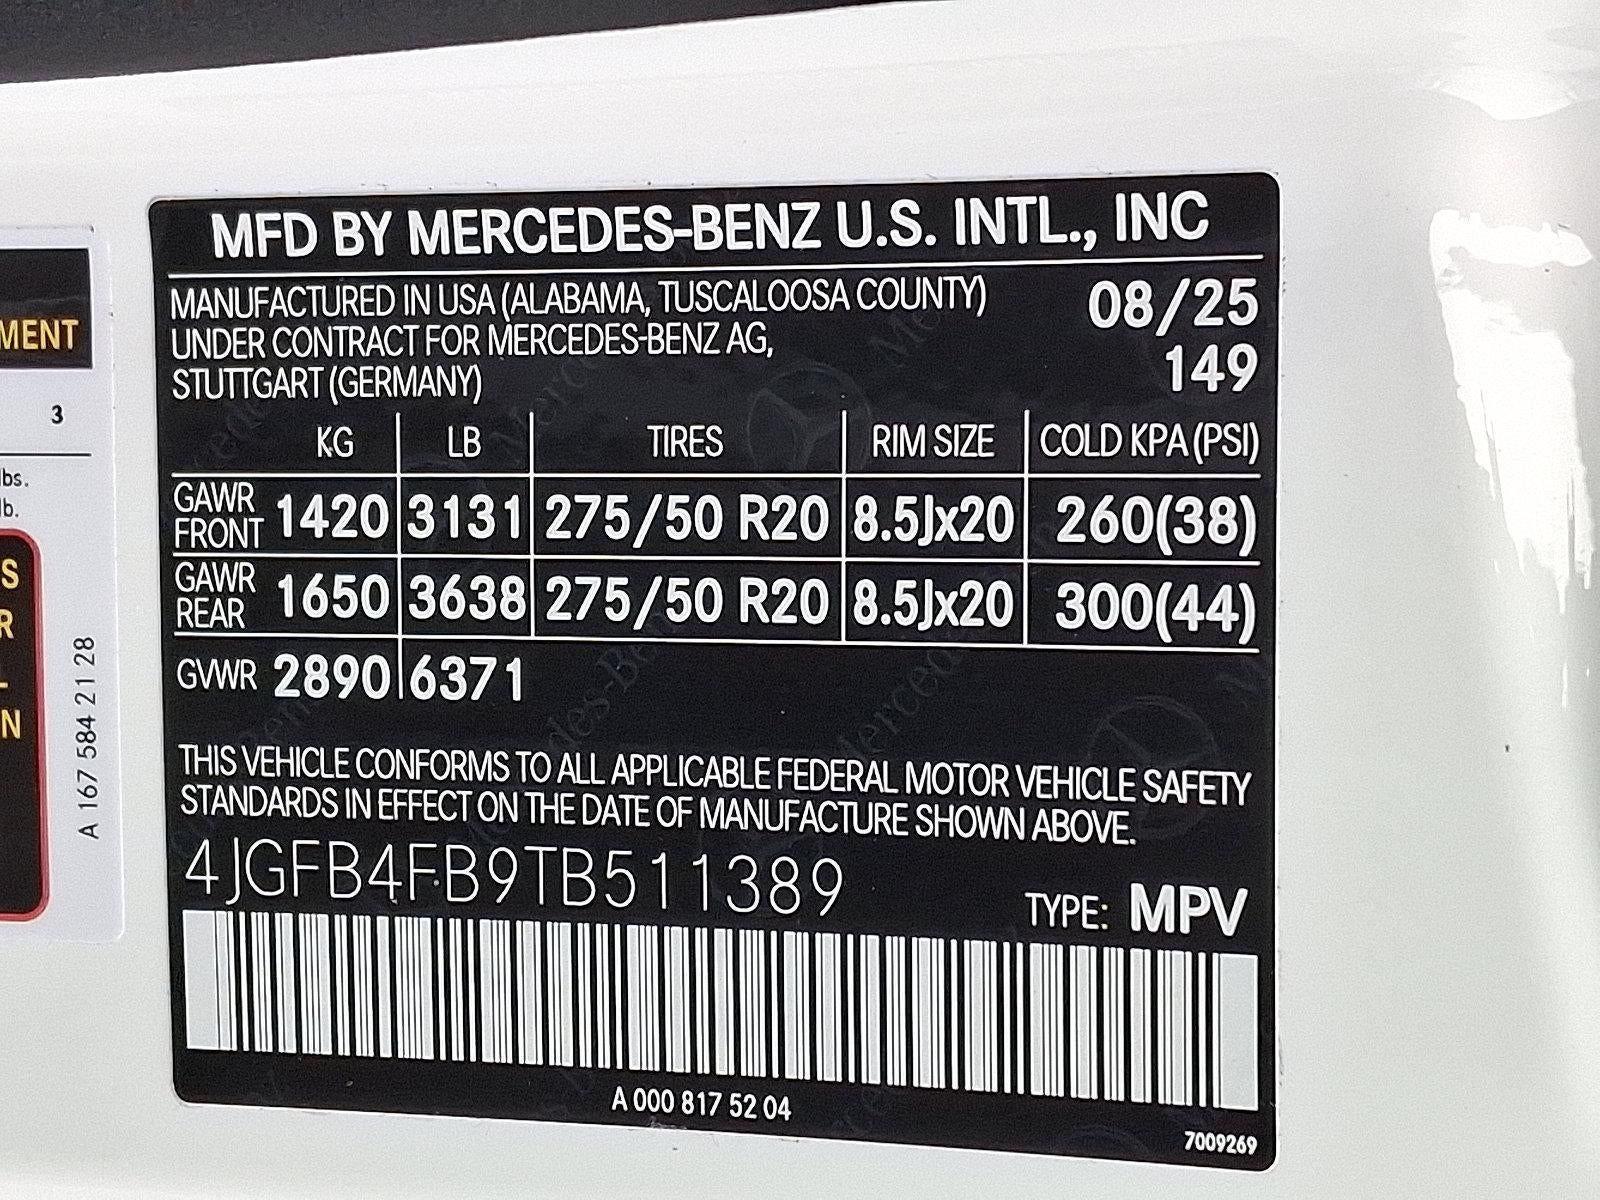 MFD BY MERCEDES-BENZ U.S. INTL., INC
MANUFACTURED IN USA (ALABAMA, TUSCALOOSA COUNTY)
UNDER CONTRACT FOR MERCEDES-BENZ AG,
STUTTGART (GERMANY)
08/25
149
KG LB TIRES RIM SIZE COLD KPA (PSI)
GAWR FRONT 1420 3131 275/50 R20 8.5Jx20 260(38)
GAWR REAR 1650 3638 275/50 R20 8.5Jx20 300(44)
GVWR 2890 6371
THIS VEHICLE CONFORMS TO ALL APPLICABLE FEDERAL MOTOR VEHICLE SAFETY
STANDARDS IN EFFECT ON THE DATE OF MANUFACTURE SHOWN ABOVE.
4JGFB4FB9TB511389
TYPE: MPV
A 000 817 52 04
7009269
MENT
3
lbs.
lb.
S
R
L
N
A 167 584 21 28